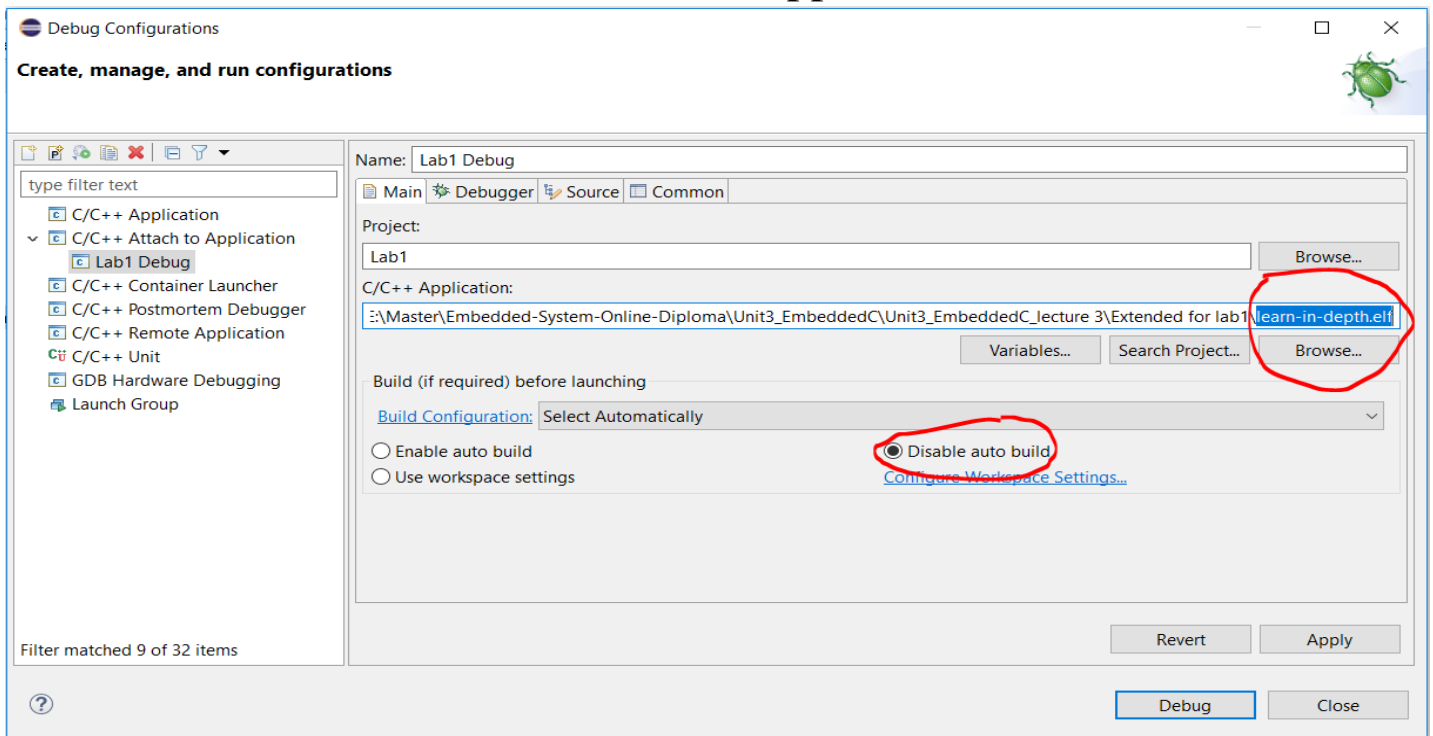 Debug Configurations
Create, manage, and run configurations
type filter text
C/C++ Application
C/C++ Attach to Application
Lab1 Debug
C/C++ Container Launcher
C/C++ Postmortem Debugger
C/C++ Remote Application
C/C++ Unit
GDB Hardware Debugging
Launch Group
Filter matched 9 of 32 items
Name: Lab1 Debug
Main Debugger Source Common
Project:
Lab1 Browse...
C/C++ Application:
E:\Master\Embedded-System-Online-Diploma\Unit3_EmbeddedC\Unit3_EmbeddedC_lecture 3\Extended for lab1\learn-in-depth.elf
Variables... Search Project... Browse...
Build (if required) before launching
Build Configuration: Select Automatically
Enable auto build Disable auto build
Use workspace settings Configure Workspace Settings...
Revert Apply
Debug Close